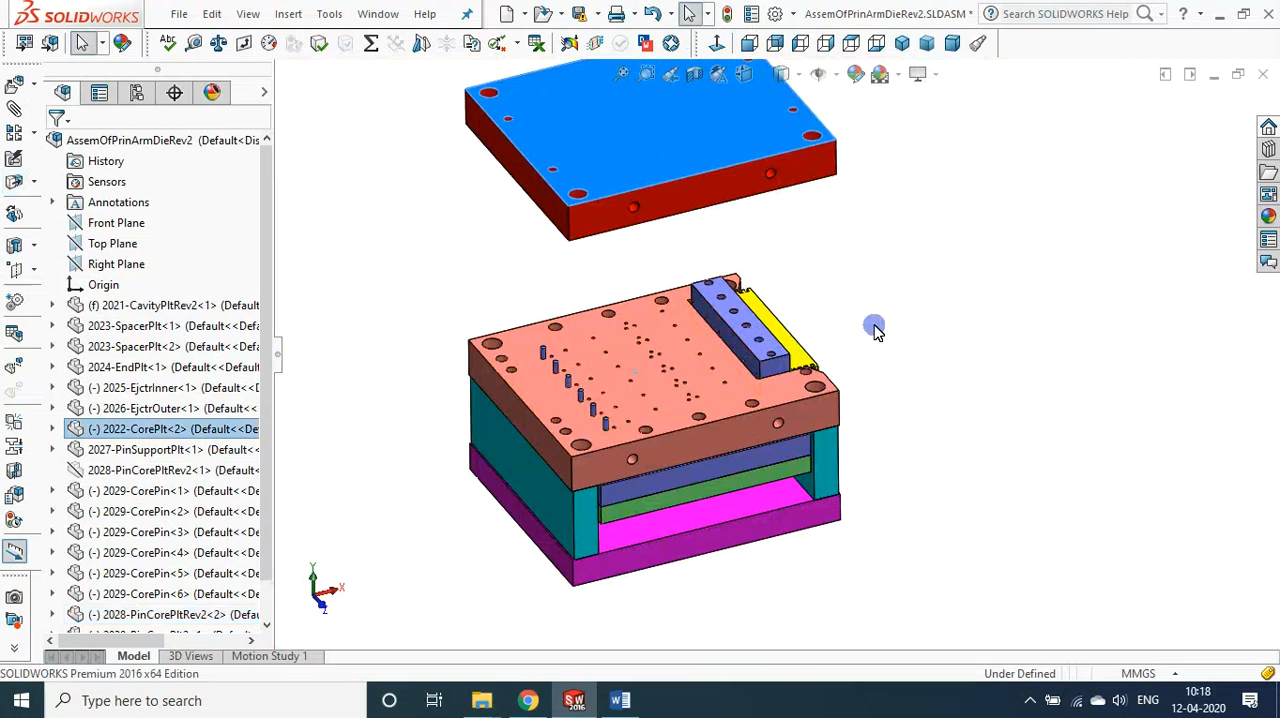 SOLIDWORKS File Edit View Insert Tools Window Help AssemOfPrinArmDieRev2.SLDASM * Search SOLIDWORKS Help
AssemOfPrinArmDieRev2 (Default<Dis
History
Sensors
Annotations
Front Plane
Top Plane
Right Plane
Origin
(f) 2021-CavityPltRev2<1> (Default
2023-SpacerPlt<1> (Default<<Def
2023-SpacerPlt<2> (Default<<Def
2024-EndPlt<1> (Default<<Defau
(-) 2025-EjctrInner<1> (Default<
(-) 2026-EjctrOuter<1> (Default<
(-) 2022-CorePlt<2> (Default<<De
2027-PinSupportPlt<1> (Default<
2028-PinCorePltRev2<1> (Default
(-) 2029-CorePin<1> (Default<<De
(-) 2029-CorePin<2> (Default<<De
(-) 2029-CorePin<3> (Default<<De
(-) 2029-CorePin<4> (Default<<De
(-) 2029-CorePin<5> (Default<<De
(-) 2029-CorePin<6> (Default<<De
(-) 2028-PinCorePltRev2<2> (Defau
Y
X
Z
Model 3D Views Motion Study 1
SOLIDWORKS Premium 2016 x64 Edition Under Defined MMGS
Type here to search SW 2016 W ENG 10:18
12-04-2020